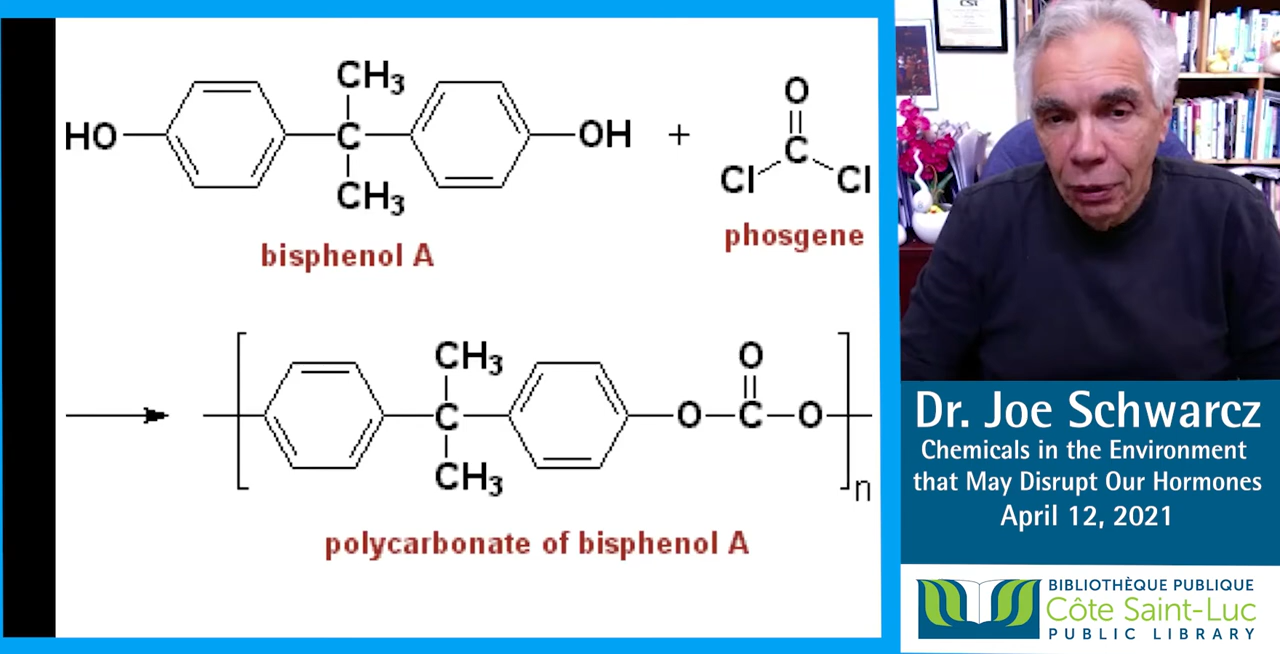 CH3
HO
C
OH
CH3
bisphenol A
+
O
C
Cl
Cl
phosgene
CH3
C
CH3
O
O
C
O
n
polycarbonate of bisphenol A
CSI
Dr. Joe Schwarcz
Chemicals in the Environment
that May Disrupt Our Hormones
April 12, 2021
BIBLIOTHÈQUE PUBLIQUE
Côte Saint-Luc
PUBLIC LIBRARY